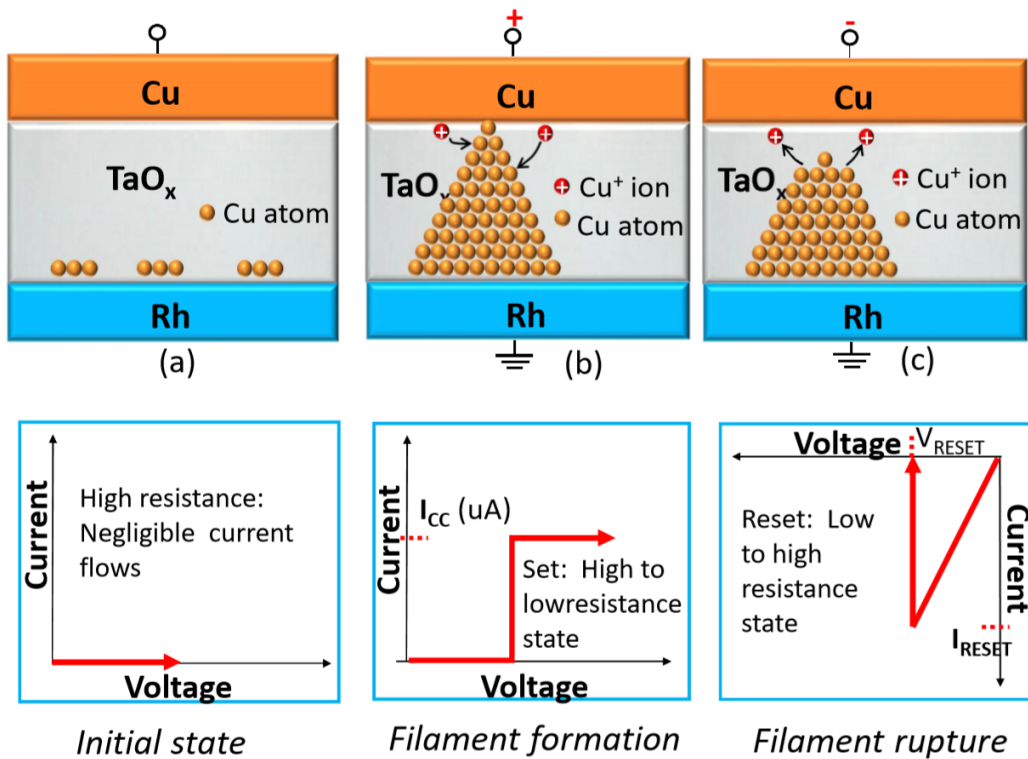 Cu
TaOx
Cu atom
Rh
(a)
+
Cu
+
+
TaOx
+ Cu+ ion
Cu atom
Rh
(b)
-
Cu
+
+
TaOx
+ Cu+ ion
Cu atom
Rh
(c)
Current
High resistance:
Negligible current
flows
Voltage
Initial state
Current
ICC (uA)
Set: High to
lowresistance
state
Voltage
Filament formation
Voltage
VRESET
Current
Reset: Low
to high
resistance
state
IRESET
Filament rupture